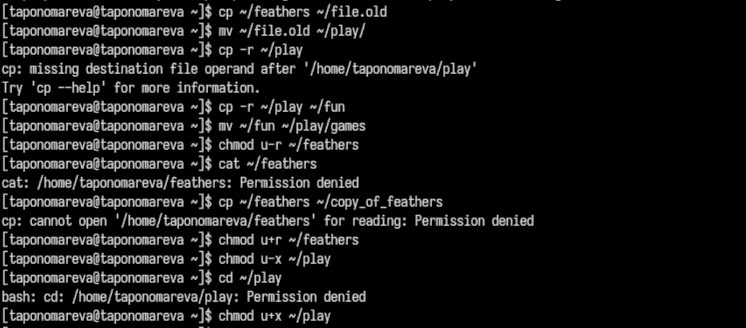 [taponomareva@taponomareva ~]$ cp ~/feathers ~/file.old
[taponomareva@taponomareva ~]$ mv ~/file.old ~/play/
[taponomareva@taponomareva ~]$ cp -r ~/play
cp: missing destination file operand after '/home/taponomareva/play'
Try 'cp --help' for more information.
[taponomareva@taponomareva ~]$ cp -r ~/play ~/fun
[taponomareva@taponomareva ~]$ mv ~/fun ~/play/games
[taponomareva@taponomareva ~]$ chmod u-r ~/feathers
[taponomareva@taponomareva ~]$ cat ~/feathers
cat: /home/taponomareva/feathers: Permission denied
[taponomareva@taponomareva ~]$ cp ~/feathers ~/copy_of_feathers
cp: cannot open '/home/taponomareva/feathers' for reading: Permission denied
[taponomareva@taponomareva ~]$ chmod u+r ~/feathers
[taponomareva@taponomareva ~]$ chmod u-x ~/play
[taponomareva@taponomareva ~]$ cd ~/play
bash: cd: /home/taponomareva/play: Permission denied
[taponomareva@taponomareva ~]$ chmod u+x ~/play